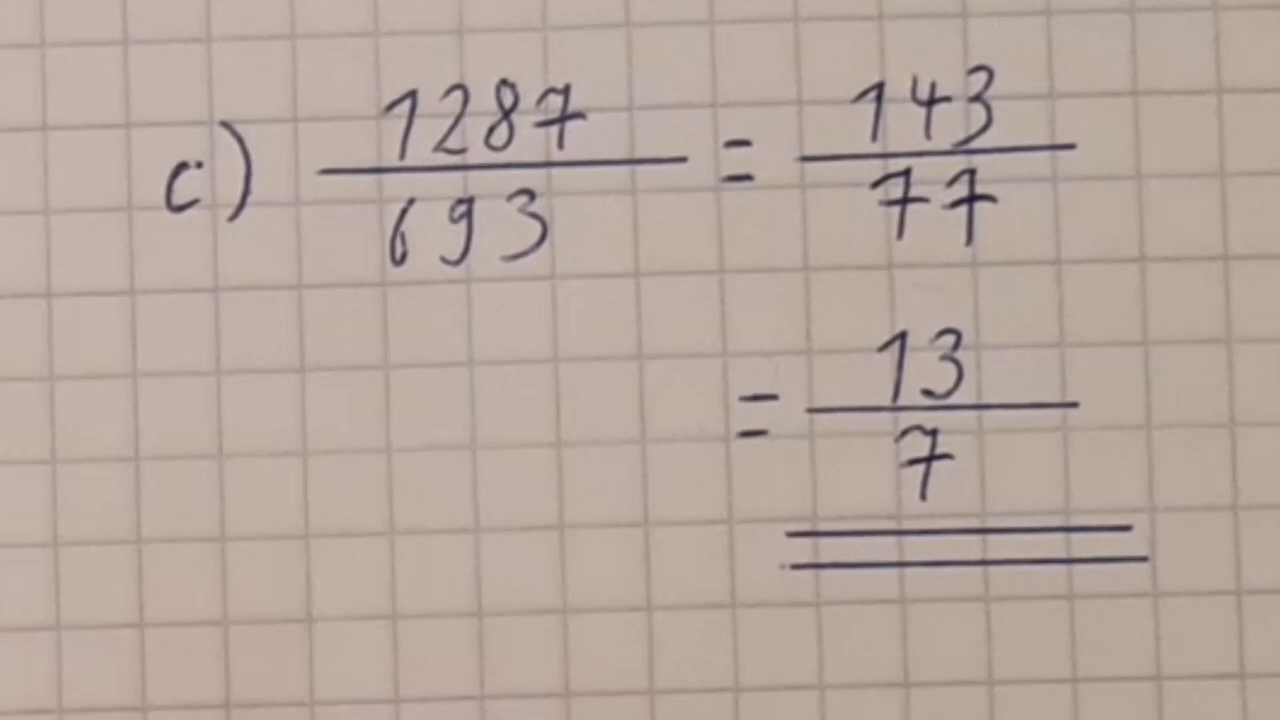 c) 1287/693 = 143/77
= 13/7